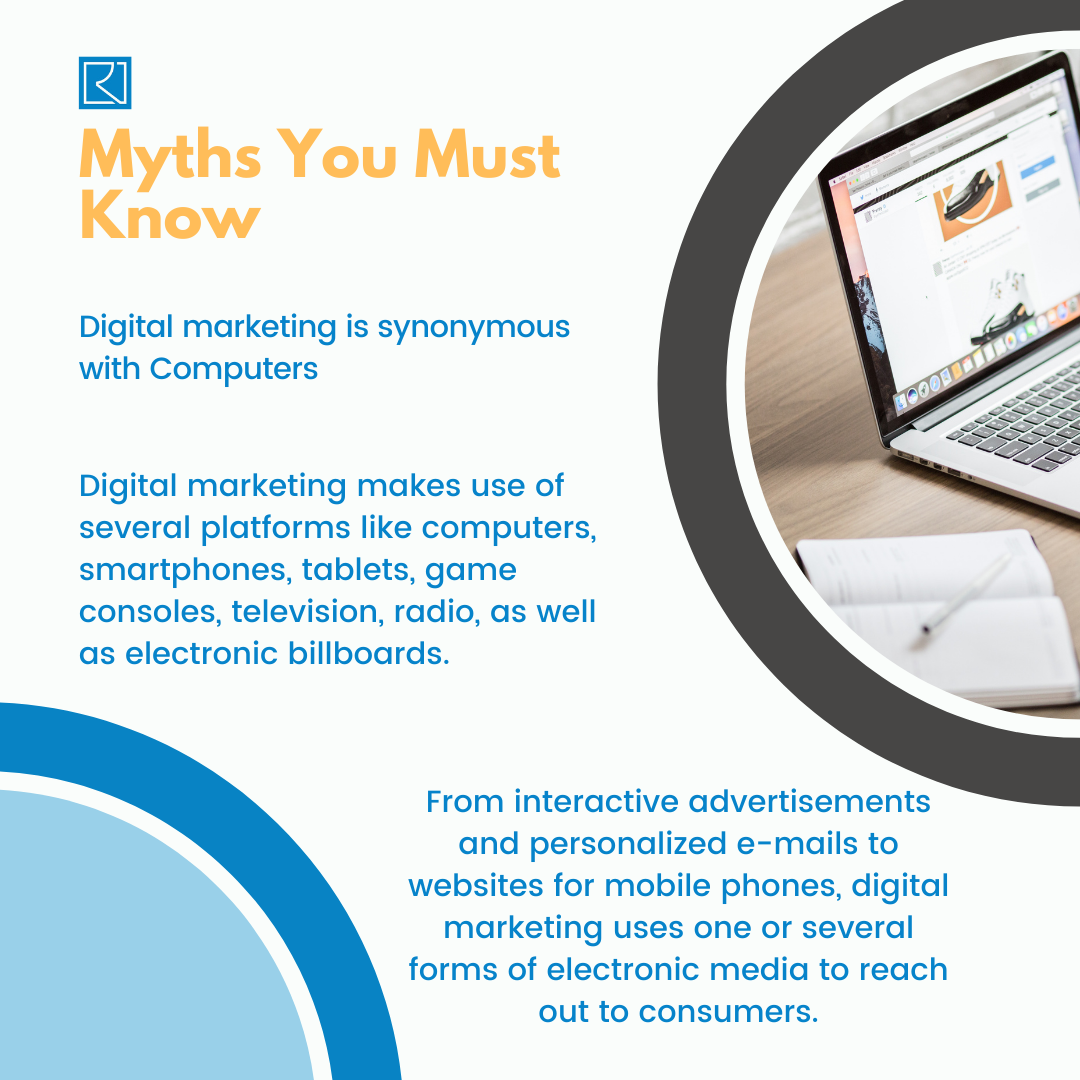 Myths You Must
Know
Digital marketing is synonymous
with Computers
Digital marketing makes use of
several platforms like computers,
smartphones, tablets, game
consoles, television, radio, as well
as electronic billboards.
From interactive advertisements
and personalized e-mails to
websites for mobile phones, digital
marketing uses one or several
forms of electronic media to reach
out to consumers.